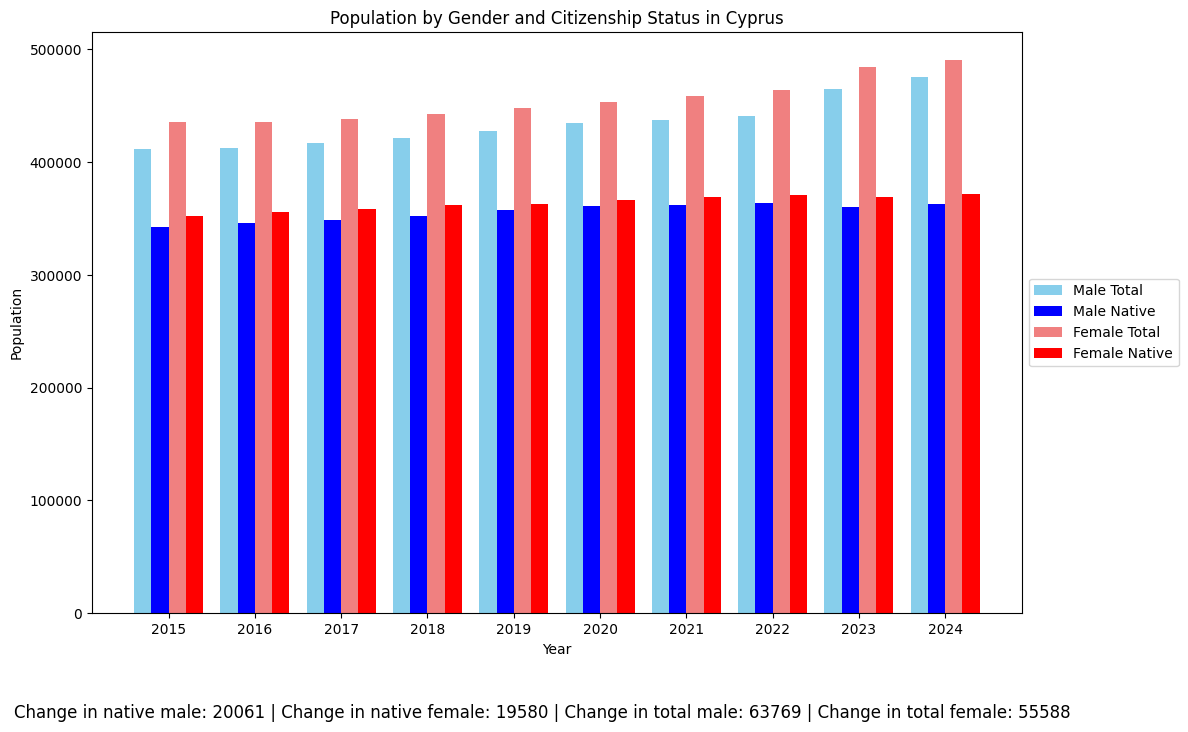 Population by Gender and Citizenship Status in Cyprus
500000
400000
300000
200000
100000
0
Population
2015 2016 2017 2018 2019 2020 2021 2022 2023 2024
Year
Male Total
Male Native
Female Total
Female Native
Change in native male: 20061 | Change in native female: 19580 | Change in total male: 63769 | Change in total female: 55588